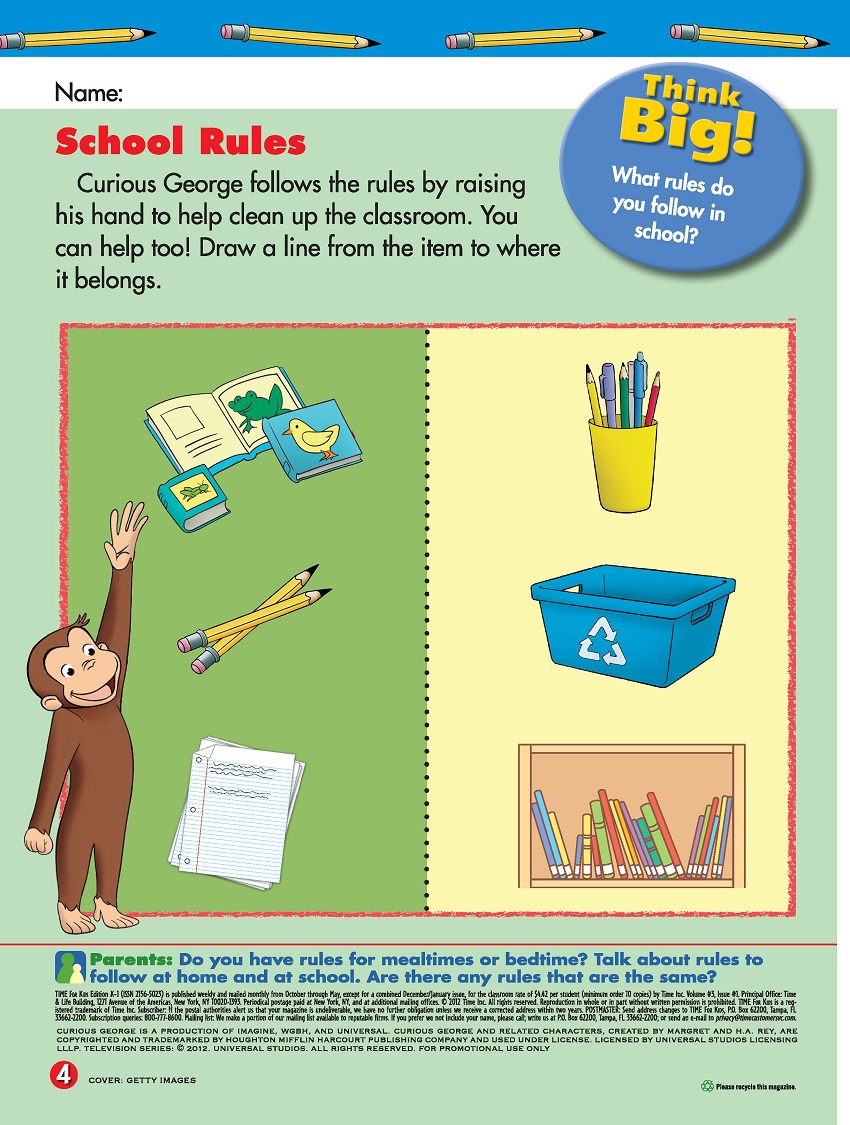 Name:
School Rules
Curious George follows the rules by raising
his hand to help clean up the classroom. You
can help too! Draw a line from the item to where
it belongs.
Think
Big!
What rules do
you follow in
school?
Parents: Do you have rules for mealtimes or bedtime? Talk about rules to
follow at home and at school. Are there any rules that are the same?
TIME For Kids Edition K-1 (ISSN 2156-5023) is published weekly and mailed monthly from October through May, except for a combined December/January issue, for the classroom rate of $4.42 per student (minimum order 10 copies) by Time Inc. Volume #3, Issue #1. Principal Office: Time
& Life Building, 1271 Avenue of the Americas, New York, NY 10020-1393. Periodical postage paid at New York, NY, and at additional mailing offices. © 2012 Time Inc. All rights reserved. Reproduction in whole or in part without written permission is prohibited. TIME For Kids is a reg-
istered trademark of Time Inc. Subscriber: If the postal authorities alert us that your magazine is undeliverable, we have no further obligation unless we receive a corrected address within two years. POSTMASTER: Send address changes to TIME For Kids, P.O. Box 62200, Tampa, FL
33662-2200. Subscription queries: 800-777-8600. Mailing list: We make a portion of our mailing list available to reputable firms. If you prefer we not include your name, please call; write us at P.O. Box 62200, Tampa, FL 33662-2200; or send an e-mail to privacy@timecustomersvc.com.
CURIOUS GEORGE IS A PRODUCTION OF IMAGINE, WGBH, AND UNIVERSAL. CURIOUS GEORGE AND RELATED CHARACTERS, CREATED BY MARGRET AND H.A. REY, ARE
COPYRIGHTED AND TRADEMARKED BY HOUGHTON MIFFLIN HARCOURT PUBLISHING COMPANY AND USED UNDER LICENSE. LICENSED BY UNIVERSAL STUDIOS LICENSING
LLLP. TELEVISION SERIES: © 2012. UNIVERSAL STUDIOS. ALL RIGHTS RESERVED. FOR PROMOTIONAL USE ONLY
4
COVER: GETTY IMAGES
Please recycle this magazine.